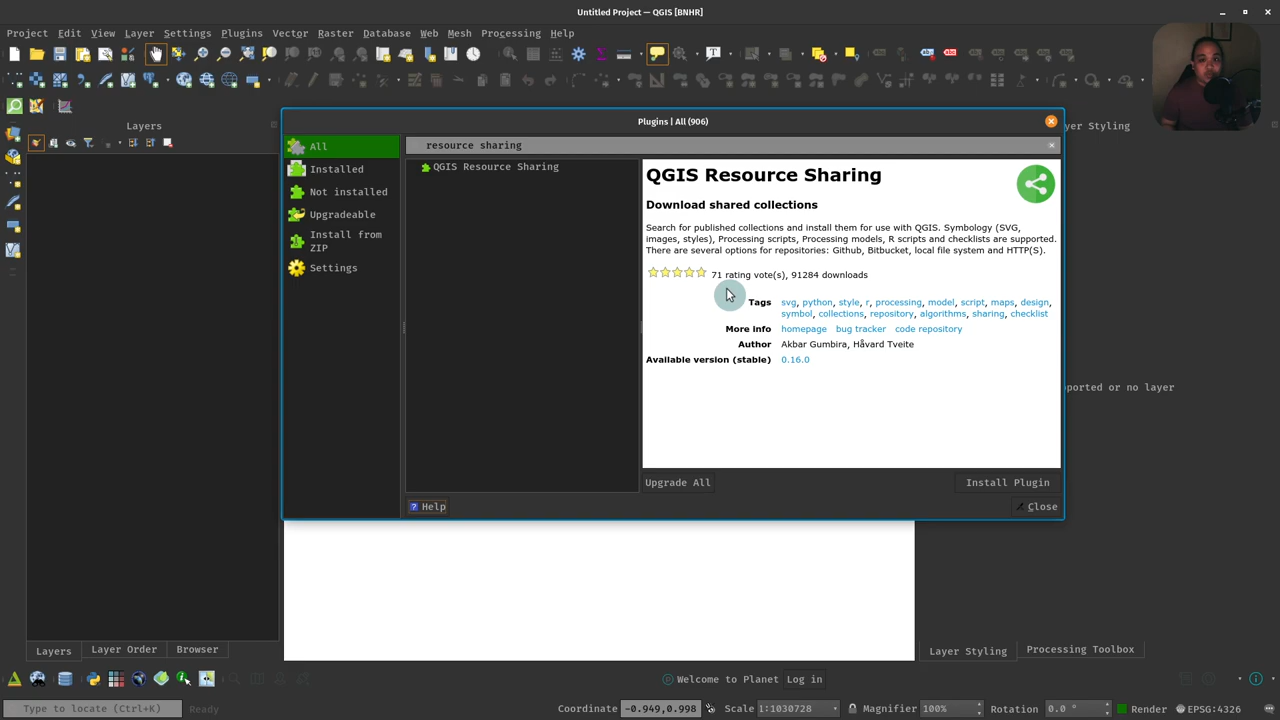 Untitled Project — QGIS [BNHR]
Project Edit View Layer Settings Plugins Vector Raster Database Web Mesh Processing Help
Layers
Layer Styling
Plugins | All (906)
All
Installed
Not installed
Upgradeable
Install from
ZIP
Settings
resource sharing
QGIS Resource Sharing
QGIS Resource Sharing
Download shared collections
Search for published collections and install them for use with QGIS. Symbology (SVG,
images, styles), Processing scripts, Processing models, R scripts and checklists are supported.
There are several options for repositories: Github, Bitbucket, local file system and HTTP(S).
71 rating vote(s), 91284 downloads
Tags svg, python, style, r, processing, model, script, maps, design,
symbol, collections, repository, algorithms, sharing, checklist
More info homepage bug tracker code repository
Author Akbar Gumbira, Håvard Tveite
Available version (stable) 0.16.0
ported or no layer
Upgrade All
Install Plugin
Help
Close
Layers Layer Order Browser
Layer Styling Processing Toolbox
Welcome to Planet Log in
Type to locate (Ctrl+K) Ready
Coordinate -0.949,0.998 Scale 1:1030728 Magnifier 100% Rotation 0.0 ° Render EPSG:4326